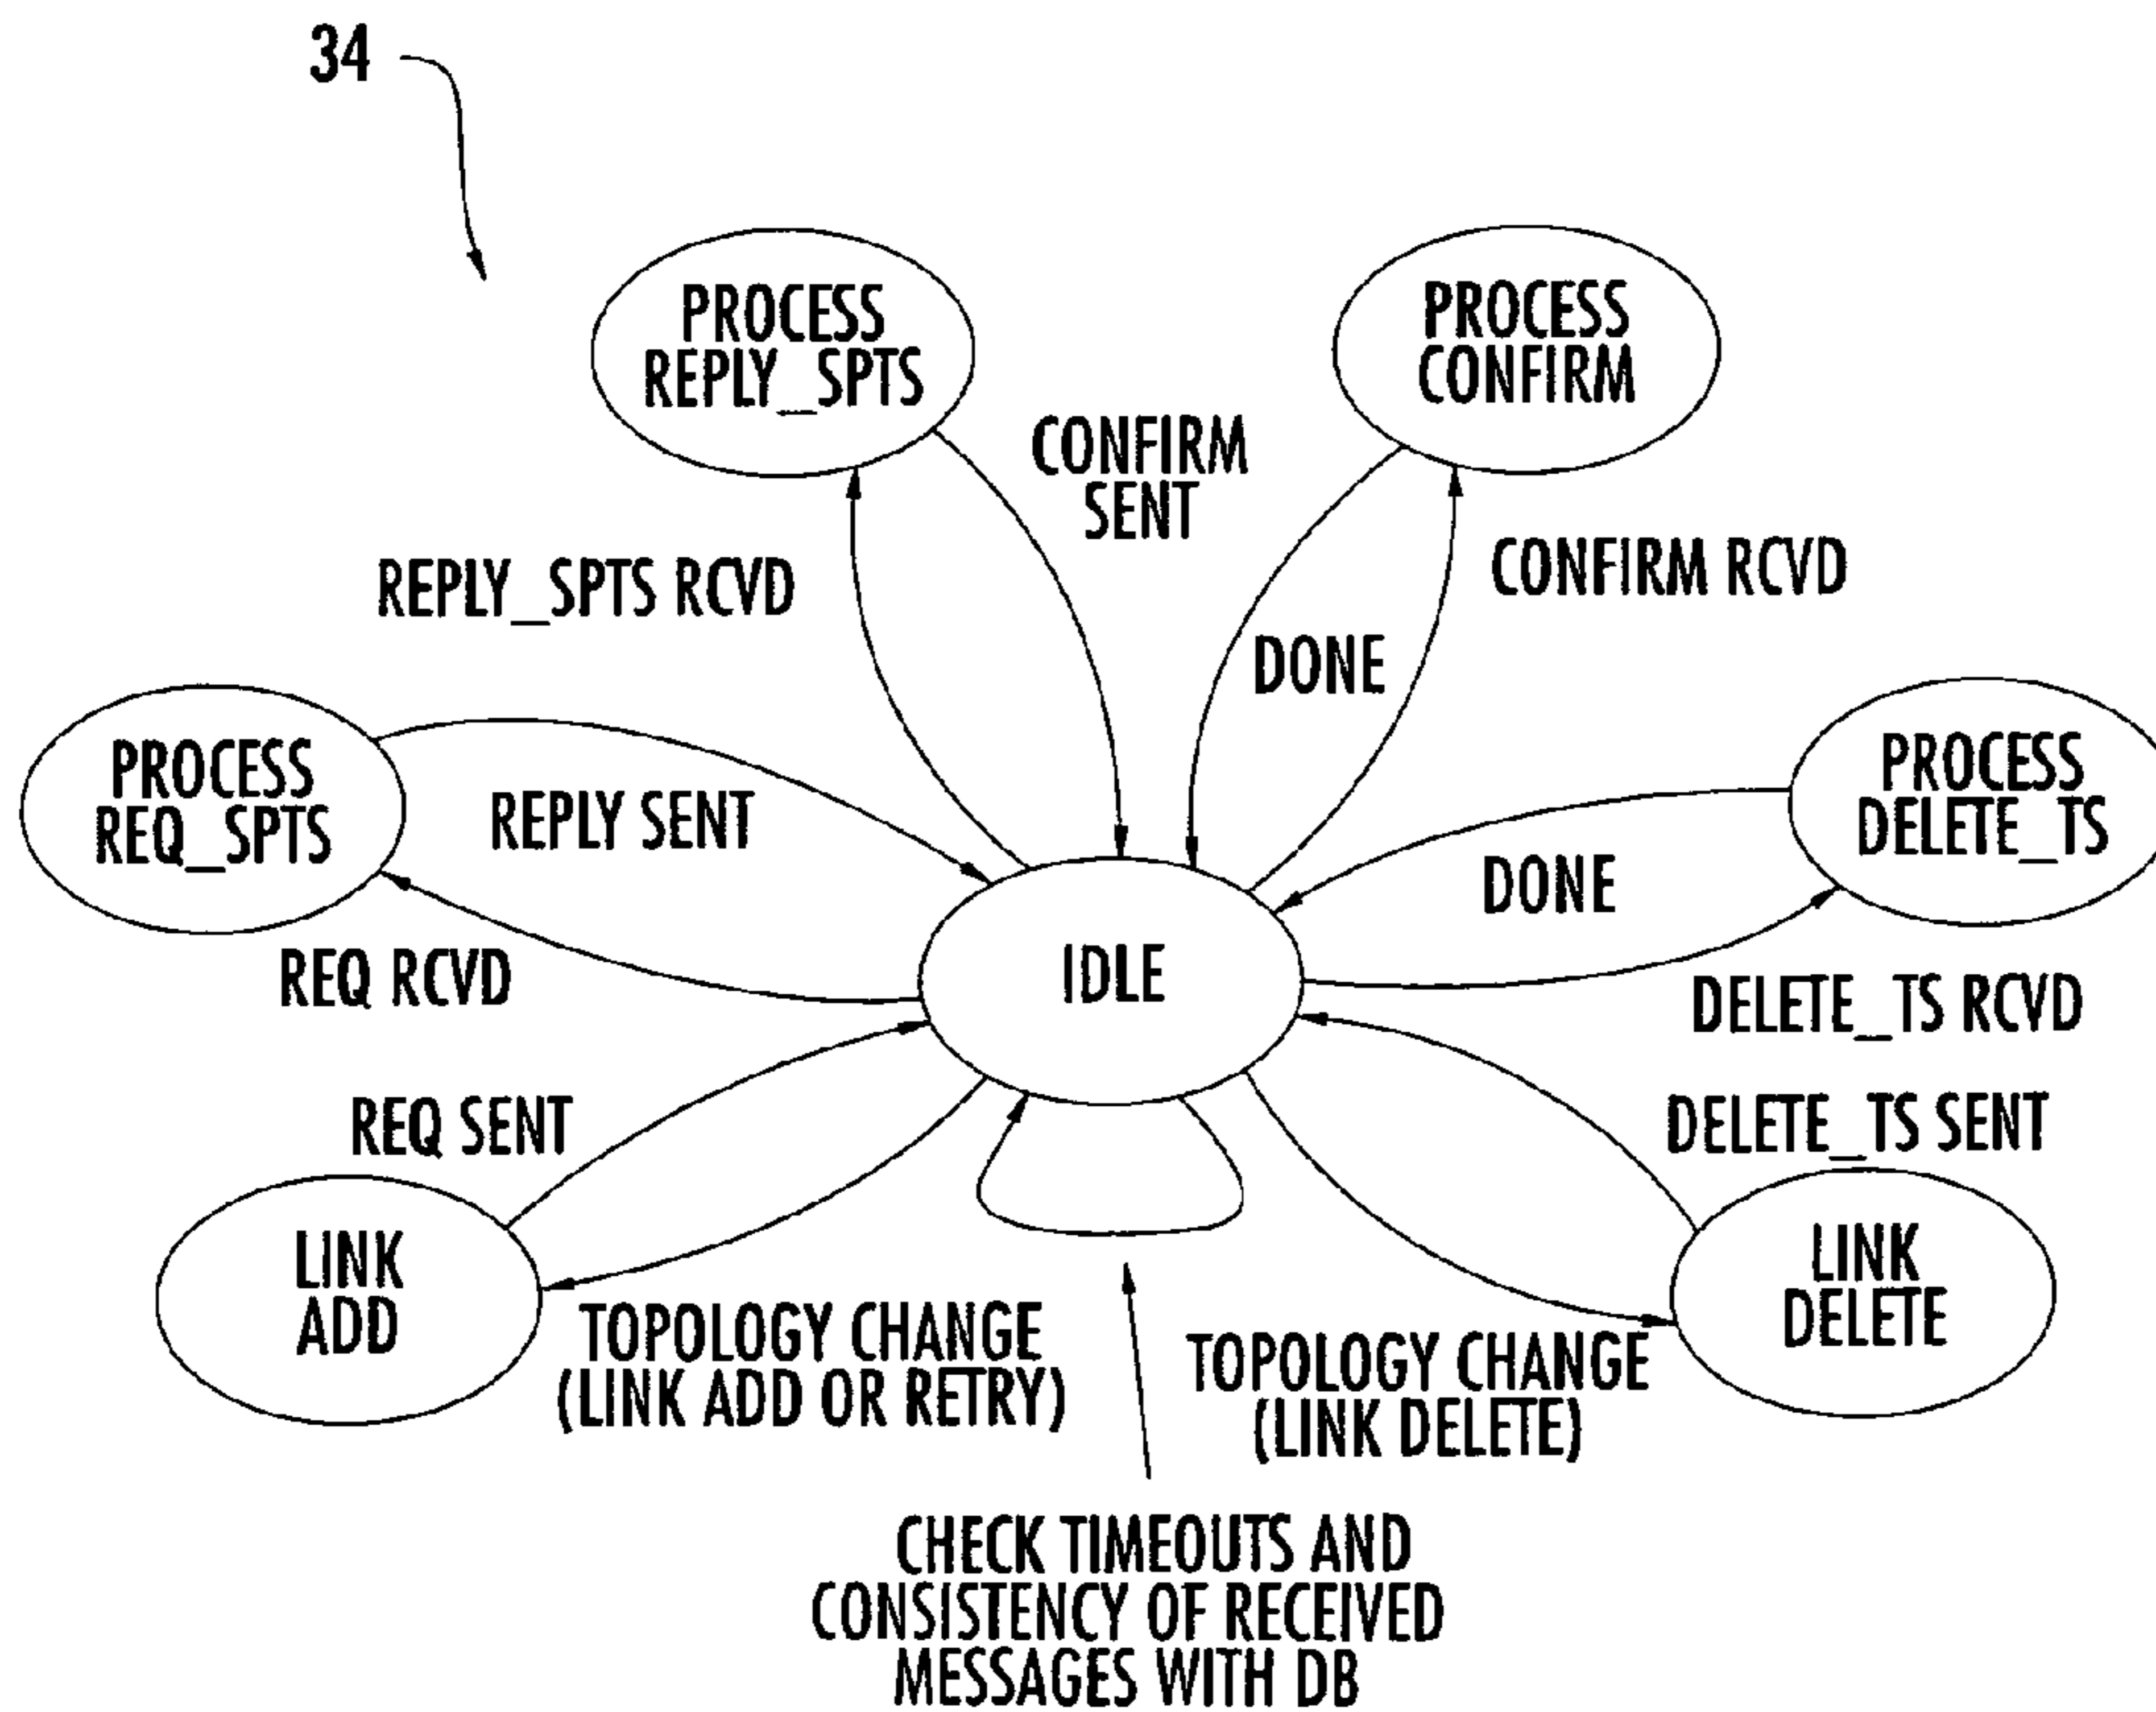 34
PROCESS
REPLY_SPTS
PROCESS
CONFIRM
CONFIRM
SENT
REPLY_SPTS RCVD
CONFIRM RCVD
DONE
PROCESS
REQ_SPTS
REPLY SENT
PROCESS
DELETE_TS
DONE
IDLE
REQ RCVD
DELETE_TS RCVD
REQ SENT
DELETE_TS SENT
LINK
ADD
LINK
DELETE
TOPOLOGY CHANGE
(LINK ADD OR RETRY)
TOPOLOGY CHANGE
(LINK DELETE)
CHECK TIMEOUTS AND
CONSISTENCY OF RECEIVED
MESSAGES WITH DB